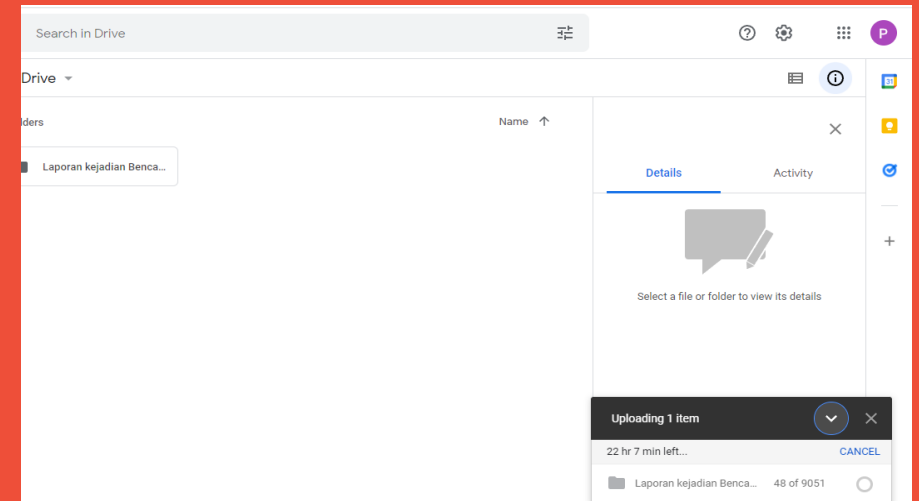 Search in Drive
P
Drive
31
Name
Laporan kejadian Benca...
Details Activity
Select a file or folder to view its details
Uploading 1 item
22 hr 7 min left... CANCEL
Laporan kejadian Benca... 48 of 9051